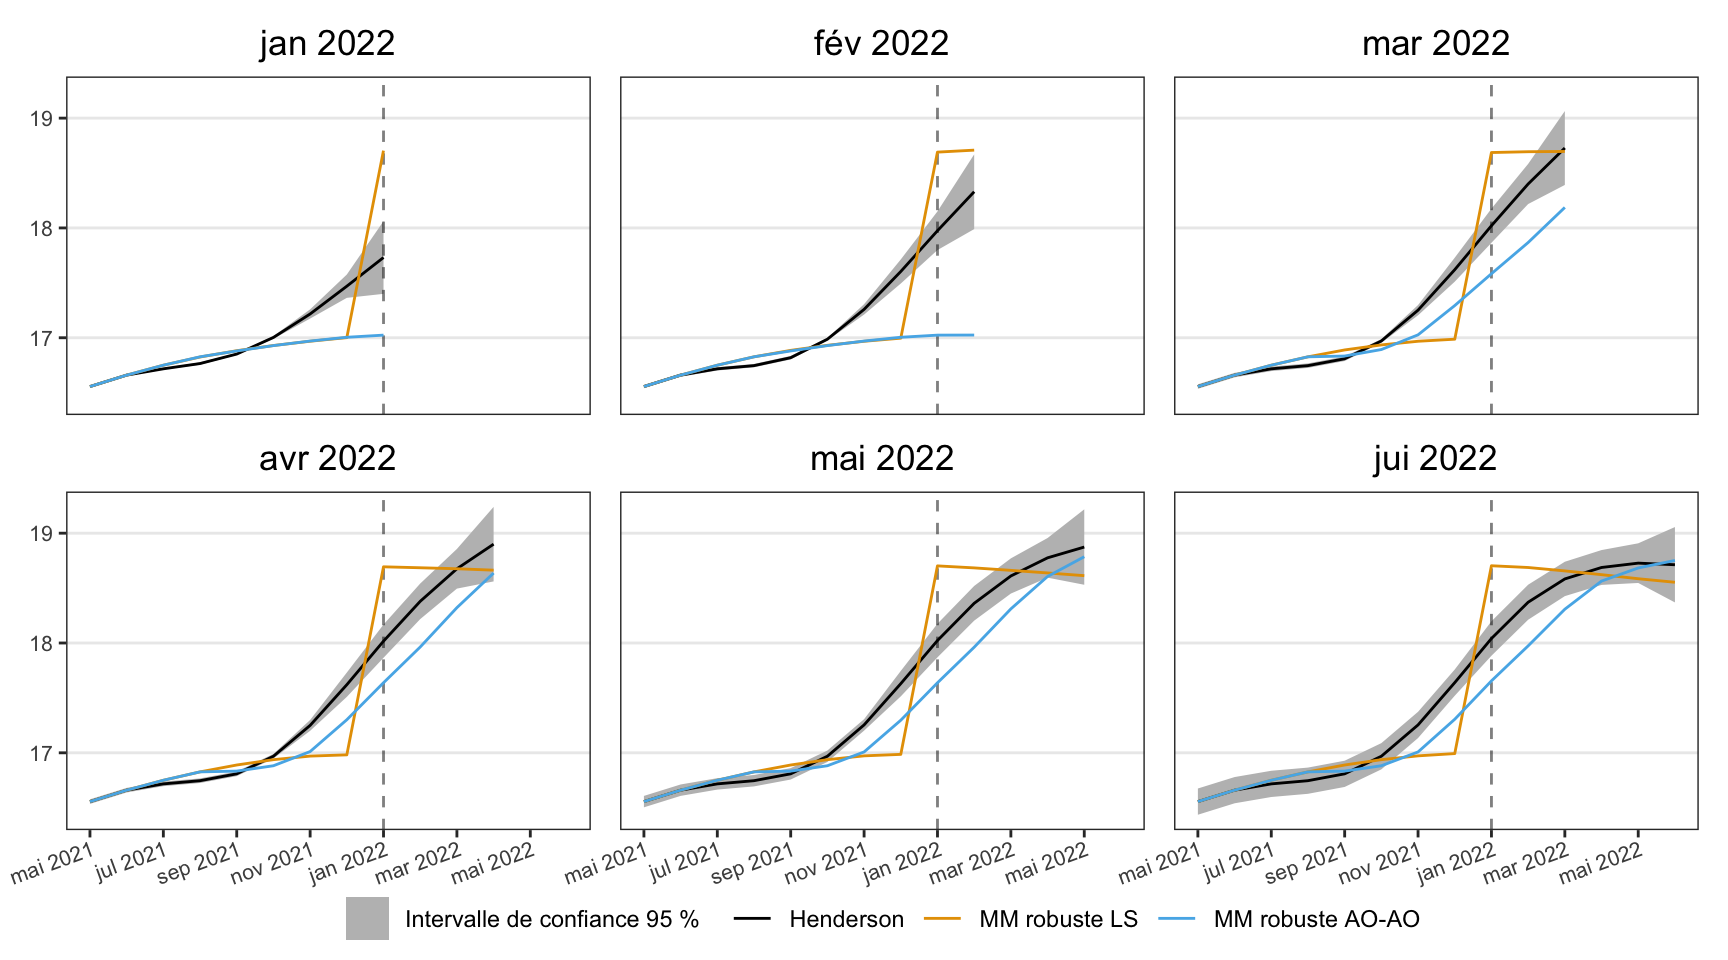 jan 2022 fév 2022 mar 2022
19
18
17
avr 2022 mai 2022 jui 2022
19
18
17
mai 2021 jul 2021 sep 2021 nov 2021 jan 2022 mar 2022 mai 2022 mai 2021 jul 2021 sep 2021 nov 2021 jan 2022 mar 2022 mai 2022 mai 2021 jul 2021 sep 2021 nov 2021 jan 2022 mar 2022 mai 2022
Intervalle de confiance 95 % Henderson MM robuste LS MM robuste AO-AO